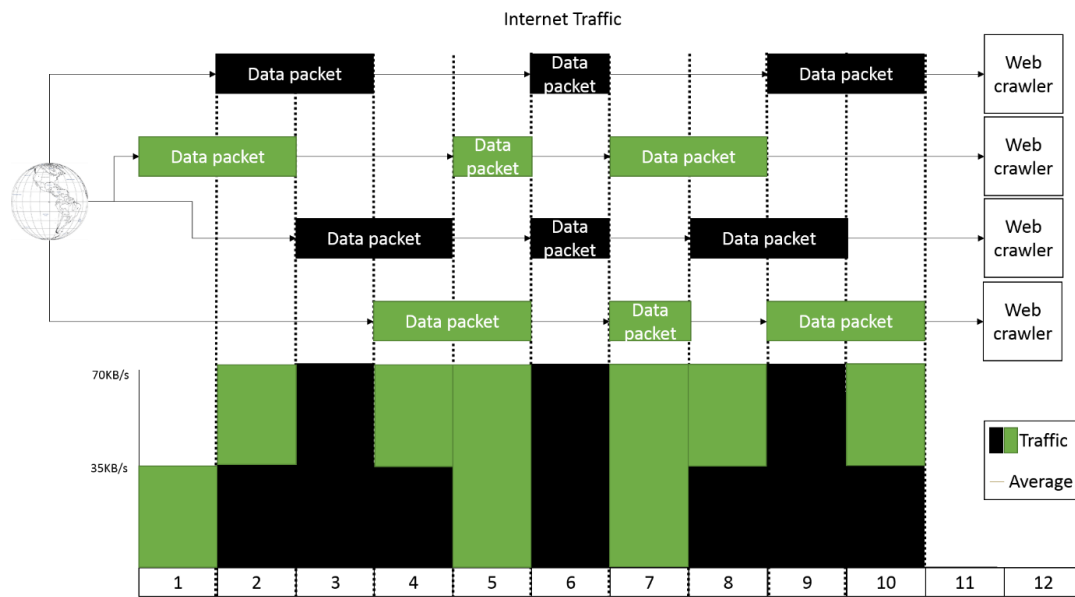 Internet Traffic
Data packet
Data
packet
Data packet
Web
crawler
Data packet
Data
packet
Data packet
Web
crawler
Data packet
Data
packet
Data packet
Web
crawler
Data packet
Data
packet
Data packet
Web
crawler
70KB/s
35KB/s
Traffic
Average
1 2 3 4 5 6 7 8 9 10 11 12